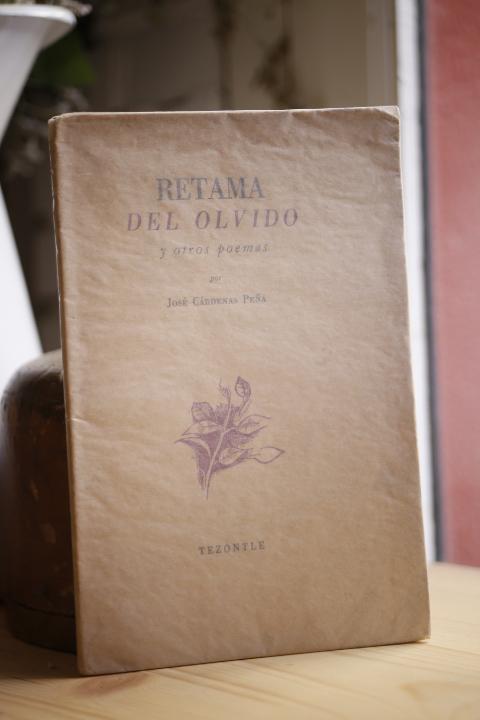 RETAMA
DEL OLVIDO
y otros poemas
por
José Cárdenas Peña
TEZONTLE